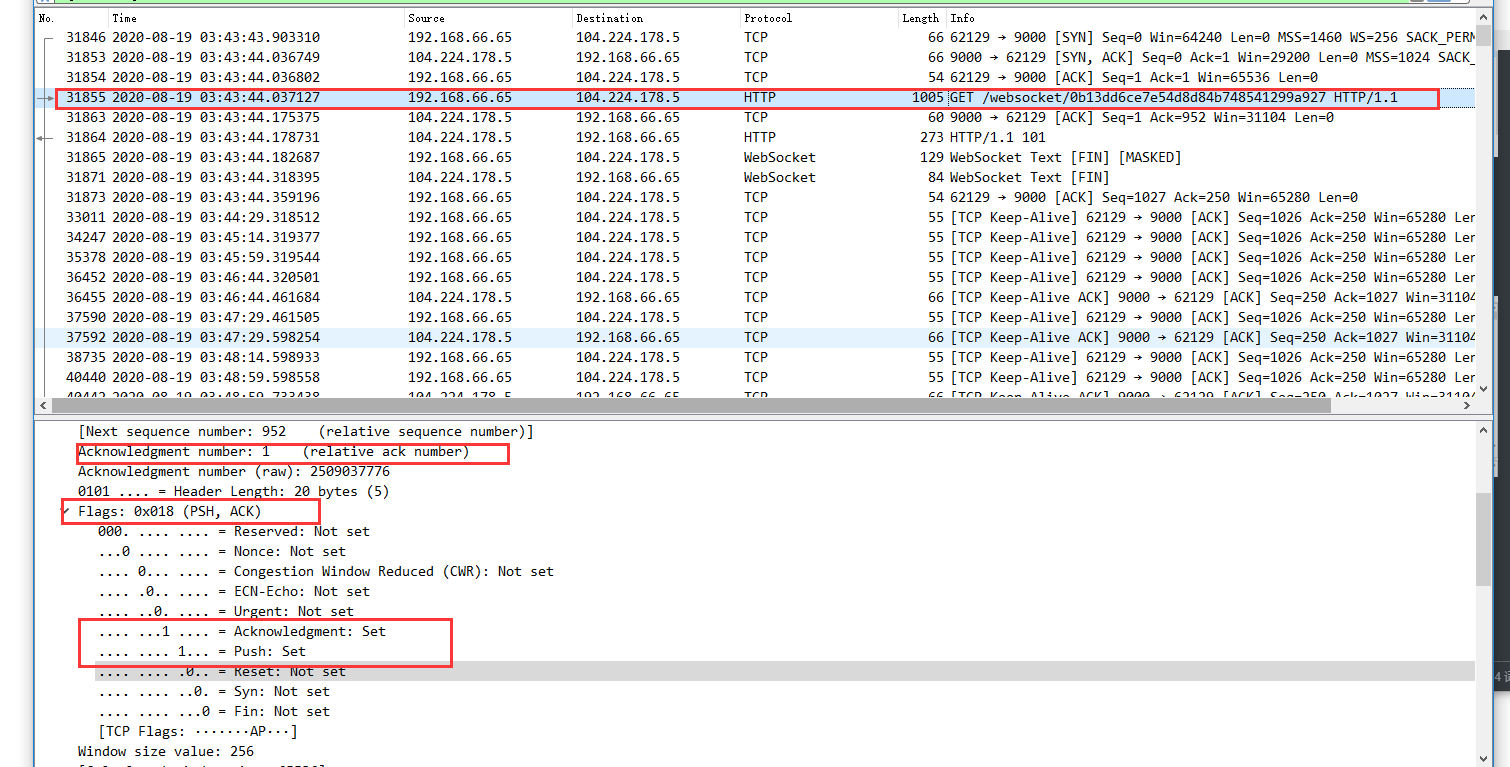 No. Time Source Destination Protocol Length Info
31846 2020-08-19 03:43:43.903310 192.168.66.65 104.224.178.5 TCP 66 62129 → 9000 [SYN] Seq=0 Win=64240 Len=0 MSS=1460 WS=256 SACK_PERM
31853 2020-08-19 03:43:44.036749 104.224.178.5 192.168.66.65 TCP 66 9000 → 62129 [SYN, ACK] Seq=0 Ack=1 Win=29200 Len=0 MSS=1024 SACK_
31854 2020-08-19 03:43:44.036802 192.168.66.65 104.224.178.5 TCP 54 62129 → 9000 [ACK] Seq=1 Ack=1 Win=65536 Len=0
31855 2020-08-19 03:43:44.037127 192.168.66.65 104.224.178.5 HTTP 1005 GET /websocket/0b13dd6ce7e54d8d84b748541299a927 HTTP/1.1
31863 2020-08-19 03:43:44.175375 104.224.178.5 192.168.66.65 TCP 60 9000 → 62129 [ACK] Seq=1 Ack=952 Win=31104 Len=0
31864 2020-08-19 03:43:44.178731 104.224.178.5 192.168.66.65 HTTP 273 HTTP/1.1 101
31865 2020-08-19 03:43:44.182687 192.168.66.65 104.224.178.5 WebSocket 129 WebSocket Text [FIN] [MASKED]
31871 2020-08-19 03:43:44.318395 104.224.178.5 192.168.66.65 WebSocket 84 WebSocket Text [FIN]
31873 2020-08-19 03:43:44.359196 192.168.66.65 104.224.178.5 TCP 54 62129 → 9000 [ACK] Seq=1027 Ack=250 Win=65280 Len=0
33011 2020-08-19 03:44:29.318512 192.168.66.65 104.224.178.5 TCP 55 [TCP Keep-Alive] 62129 → 9000 [ACK] Seq=1026 Ack=250 Win=65280 Len
34247 2020-08-19 03:45:14.319377 192.168.66.65 104.224.178.5 TCP 55 [TCP Keep-Alive] 62129 → 9000 [ACK] Seq=1026 Ack=250 Win=65280 Len
35378 2020-08-19 03:45:59.319544 192.168.66.65 104.224.178.5 TCP 55 [TCP Keep-Alive] 62129 → 9000 [ACK] Seq=1026 Ack=250 Win=65280 Len
36452 2020-08-19 03:46:44.320501 192.168.66.65 104.224.178.5 TCP 55 [TCP Keep-Alive] 62129 → 9000 [ACK] Seq=1026 Ack=250 Win=65280 Len
36455 2020-08-19 03:46:44.461684 104.224.178.5 192.168.66.65 TCP 66 [TCP Keep-Alive ACK] 9000 → 62129 [ACK] Seq=250 Ack=1027 Win=31104
37590 2020-08-19 03:47:29.461505 192.168.66.65 104.224.178.5 TCP 55 [TCP Keep-Alive] 62129 → 9000 [ACK] Seq=1026 Ack=250 Win=65280 Len
37592 2020-08-19 03:47:29.598254 104.224.178.5 192.168.66.65 TCP 66 [TCP Keep-Alive ACK] 9000 → 62129 [ACK] Seq=250 Ack=1027 Win=31104
38735 2020-08-19 03:48:14.598933 192.168.66.65 104.224.178.5 TCP 55 [TCP Keep-Alive] 62129 → 9000 [ACK] Seq=1026 Ack=250 Win=65280 Len
40440 2020-08-19 03:48:59.598558 192.168.66.65 104.224.178.5 TCP 55 [TCP Keep-Alive] 62129 → 9000 [ACK] Seq=1026 Ack=250 Win=65280 Len
40442 2020-08-19 03:48:59.733438 104.224.178.5 192.168.66.65 TCP 66 [TCP Keep-Alive ACK] 9000 → 62129 [ACK] Seq=250 Ack=1027 Win=31104
[Next sequence number: 952 (relative sequence number)]
Acknowledgment number: 1 (relative ack number)
Acknowledgment number (raw): 2509037776
0101 .... = Header Length: 20 bytes (5)
Flags: 0x018 (PSH, ACK)
000. .... .... = Reserved: Not set
...0 .... .... = Nonce: Not set
.... 0... .... = Congestion Window Reduced (CWR): Not set
.... .0.. .... = ECN-Echo: Not set
.... ..0. .... = Urgent: Not set
.... ...1 .... = Acknowledgment: Set
.... .... 1... = Push: Set
.... .... .0.. = Reset: Not set
.... .... ..0. = Syn: Not set
.... .... ...0 = Fin: Not set
[TCP Flags: ·······AP···]
Window size value: 256